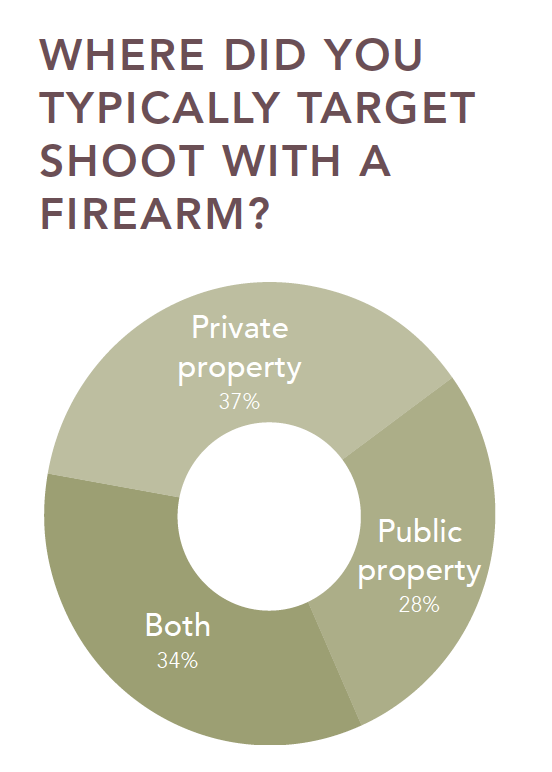 WHERE DID YOU
TYPICALLY TARGET
SHOOT WITH A
FIREARM?
Private
property
37%
Public
property
28%
Both
34%